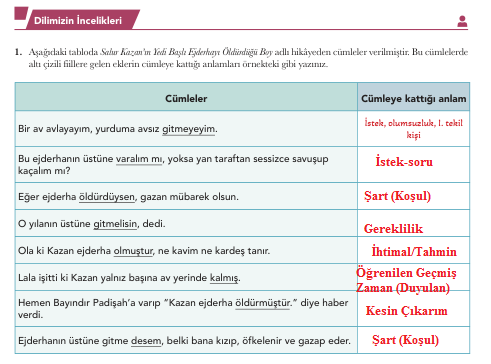 Dilimizin İncelikleri
1. Aşağıdaki tabloda Salur Kazan'ın Yedi Başlı Ejderhayı Öldürdüğü Boy adlı hikâyeden cümleler verilmiştir. Bu cümlelerde
altı çizili fiillere gelen eklerin cümleye kattığı anlamları örnekteki gibi yazınız.
Cümleler Cümleye kattığı anlam
Bir av avlayayım, yurduma avsız gitmeyeyim. İstek, olumsuzluk, 1. tekil
kişi
Bu ejderhanın üstüne varalım mı, yoksa yan taraftan sessizce savuşup
kaçalım mı?
İstek-soru
Eğer ejderha öldürdüysen, gazan mübarek olsun. Şart (Koşul)
O yılanın üstüne gitmelisin, dedi. Gereklilik
Ola ki Kazan ejderha olmuştur, ne kavim ne kardeş tanır. İhtimal/Tahmin
Lala işitti ki Kazan yalnız başına av yerinde kalmış. Öğrenilen Geçmiş
Zaman (Duyulan)
Hemen Bayındır Padişah'a varıp "Kazan ejderha öldürmüştür." diye haber
verdi.
Kesin Çıkarım
Ejderhanın üstüne gitme desem, belki bana kızıp, öfkelenir ve gazap eder. Şart (Koşul)